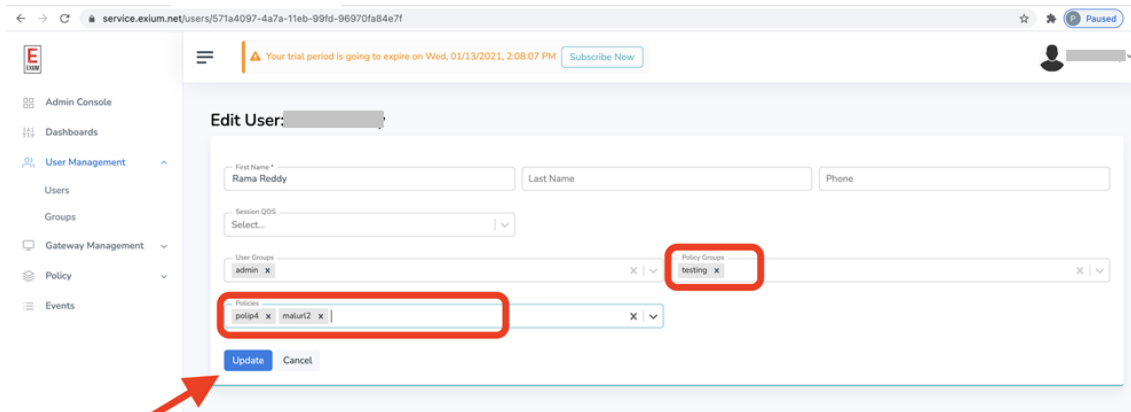 service.exium.net/users/571a4097-4a7a-11eb-99fd-96970fa84e7f
P Paused
E
EXIUM
Your trial period is going to expire on Wed, 01/13/2021, 2:08:07 PM Subscribe Now
Admin Console
Dashboards
User Management
Users
Groups
Gateway Management
Policy
Events
Edit User:
First Name *
Rama Reddy
Last Name
Phone
Session QOS
Select...
User Groups
admin x
Policy Groups
testing x
Policies
polip4 x malurl2 x
Update Cancel